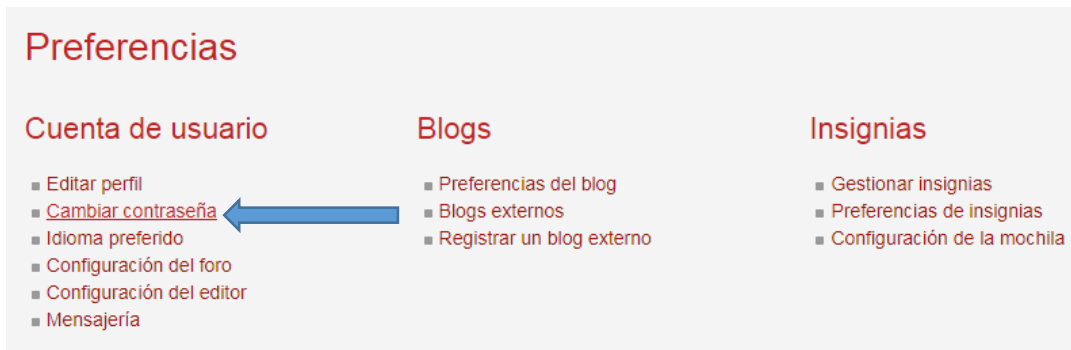 Preferencias
Cuenta de usuario
Editar perfil
Cambiar contraseña
Idioma preferido
Configuración del foro
Configuración del editor
Mensajería
Blogs
Preferencias del blog
Blogs externos
Registrar un blog externo
Insignias
Gestionar insignias
Preferencias de insignias
Configuración de la mochila